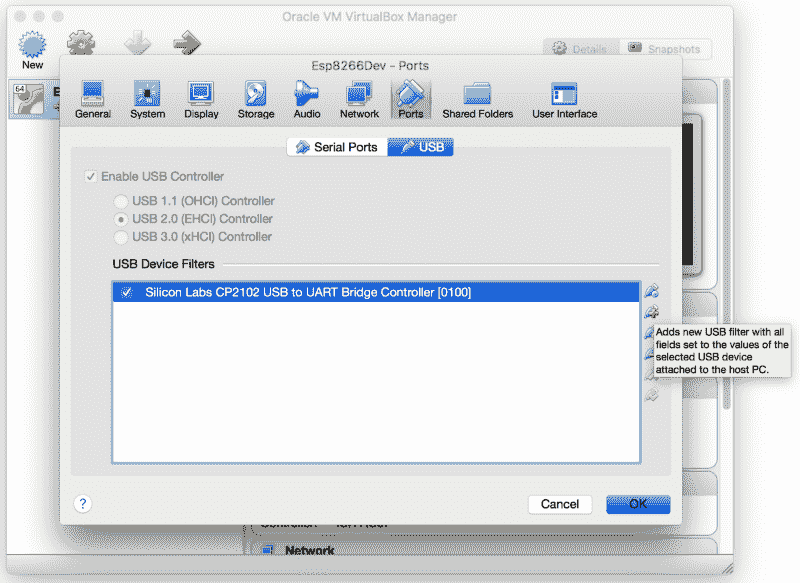 Oracle VM VirtualBox Manager
New
Details
Snapshots
Esp8266Dev - Ports
64
General
System
Display
Storage
Audio
Network
Ports
Shared Folders
User Interface
Serial Ports
USB
Enable USB Controller
USB 1.1 (OHCI) Controller
USB 2.0 (EHCI) Controller
USB 3.0 (xHCI) Controller
USB Device Filters
Silicon Labs CP2102 USB to UART Bridge Controller [0100]
Adds new USB filter with all
fields set to the values of the
selected USB device
attached to the host PC.
?
Cancel
OK
Network